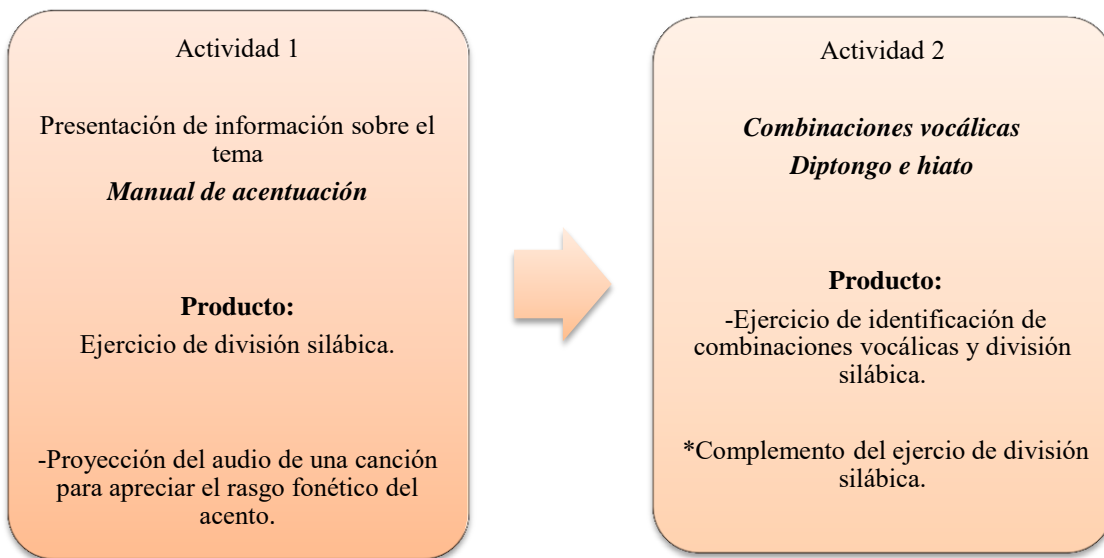 Actividad 1
Presentación de información sobre el
tema
Manual de acentuación
Producto:
Ejercicio de división silábica.
-Proyección del audio de una canción
para apreciar el rasgo fonético del
acento.
Actividad 2
Combinaciones vocálicas
Diptongo e hiato
Producto:
-Ejercicio de identificación de
combinaciones vocálicas y división
silábica.
*Complemento del ejercio de división
silábica.